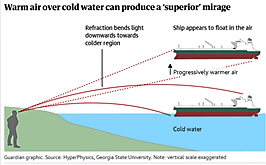 Warm air over cold water can produce a 'superior' mirage
Refraction bends light
downwards towards
colder region
Ship appears to float in the air
Progressively warmer air
Cold water
Guardian graphic. Source: HyperPhysics, Georgia State University. Note: vertical scale exaggerated